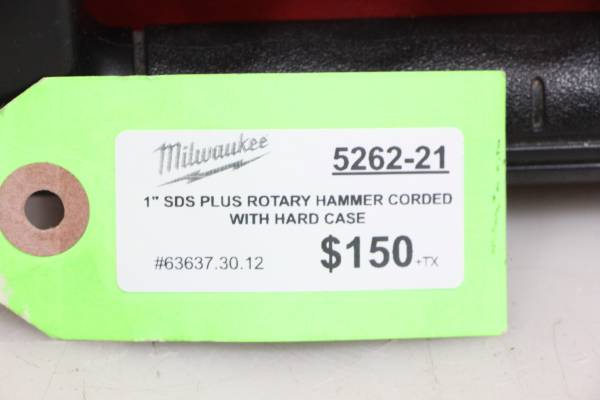 Milwaukee
5262-21
1" SDS PLUS ROTARY HAMMER CORDED
WITH HARD CASE
#63637.30.12
$150+TX